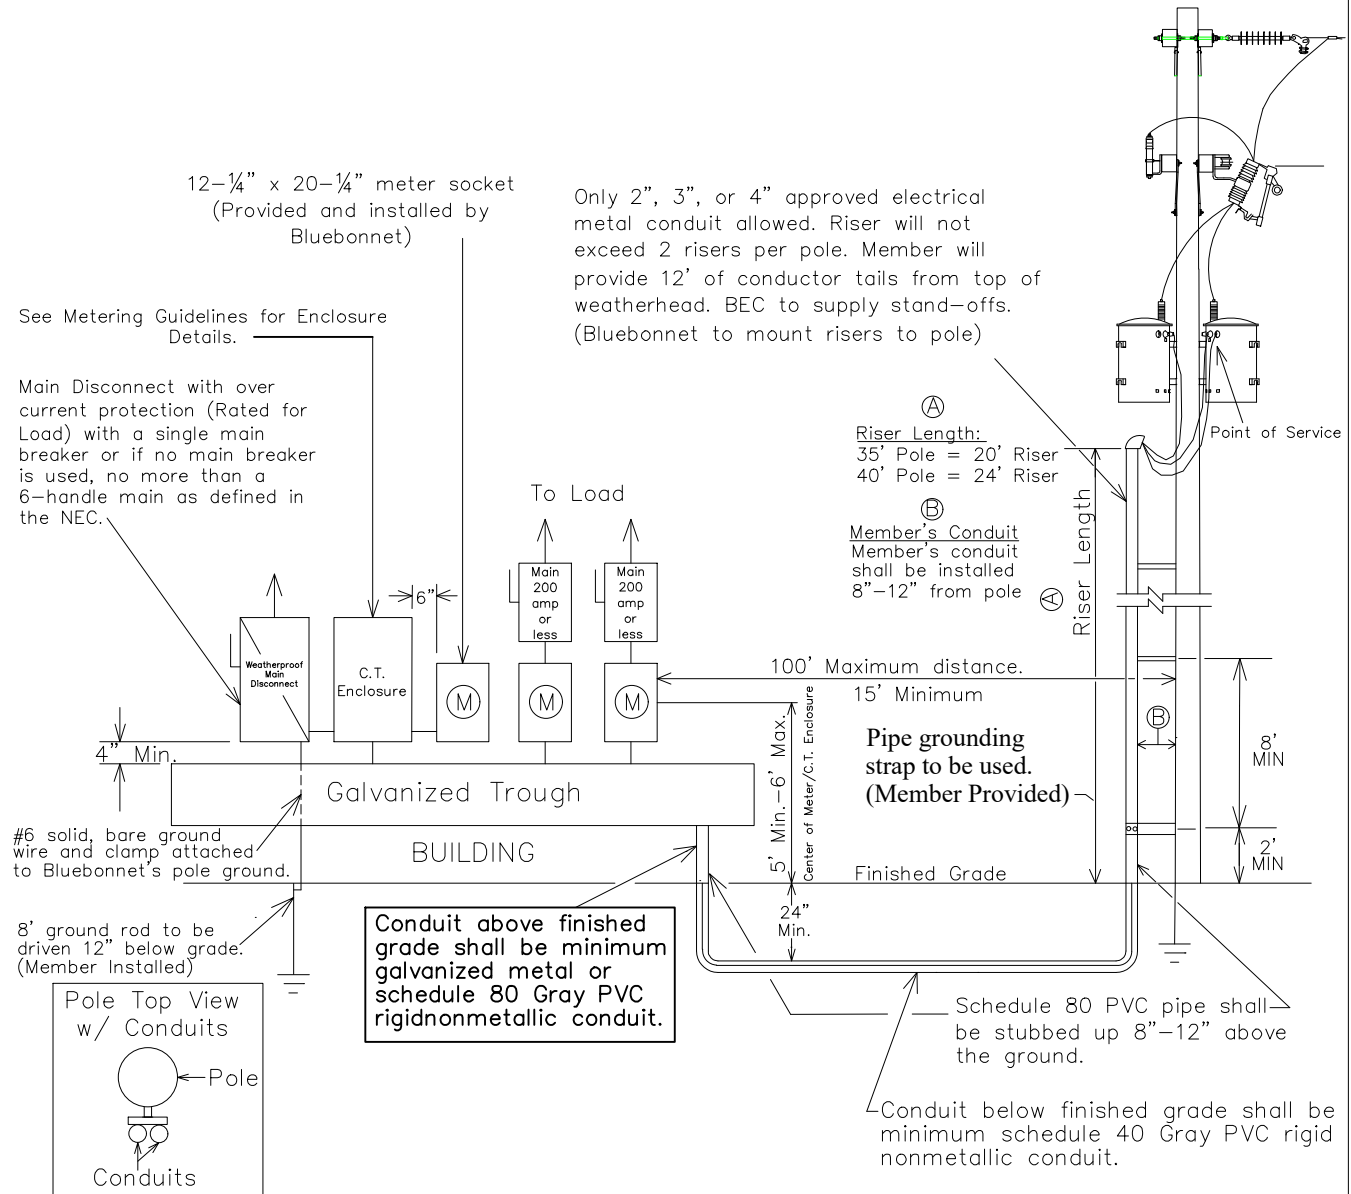 12-¼" x 20-¼" meter socket
(Provided and installed by
Bluebonnet)
Only 2", 3", or 4" approved electrical
metal conduit allowed. Riser will not
exceed 2 risers per pole. Member will
provide 12' of conductor tails from top of
weatherhead. BEC to supply stand-offs.
(Bluebonnet to mount risers to pole)
See Metering Guidelines for Enclosure
Details.
Main Disconnect with over
current protection (Rated for
Load) with a single main
breaker or if no main breaker
is used, no more than a
6-handle main as defined in
the NEC.
A
Riser Length:
35' Pole = 20' Riser
40' Pole = 24' Riser
B
Member's Conduit
Member's conduit
shall be installed
8"-12" from pole
Point of Service
A
Riser Length
To Load
Main
200
amp
or
less
Main
200
amp
or
less
6"
Weatherproof
Main
Disconnect
C.T.
Enclosure
M
M
M
100' Maximum distance.
15' Minimum
B
8'
MIN
2'
MIN
4" Min.
Galvanized Trough
5' Min.-6' Max.
Center of Meter/C.T. Enclosure
Pipe grounding
strap to be used.
(Member Provided)
#6 solid, bare ground
wire and clamp attached
to Bluebonnet's pole ground.
BUILDING
Finished Grade
24"
Min.
8' ground rod to be
driven 12" below grade.
(Member Installed)
Conduit above finished
grade shall be minimum
galvanized metal or
schedule 80 Gray PVC
rigidnonmetallic conduit.
Schedule 80 PVC pipe shall
be stubbed up 8"-12" above
the ground.
Pole Top View
w/ Conduits
Pole
Conduits
Conduit below finished grade shall be
minimum schedule 40 Gray PVC rigid
nonmetallic conduit.